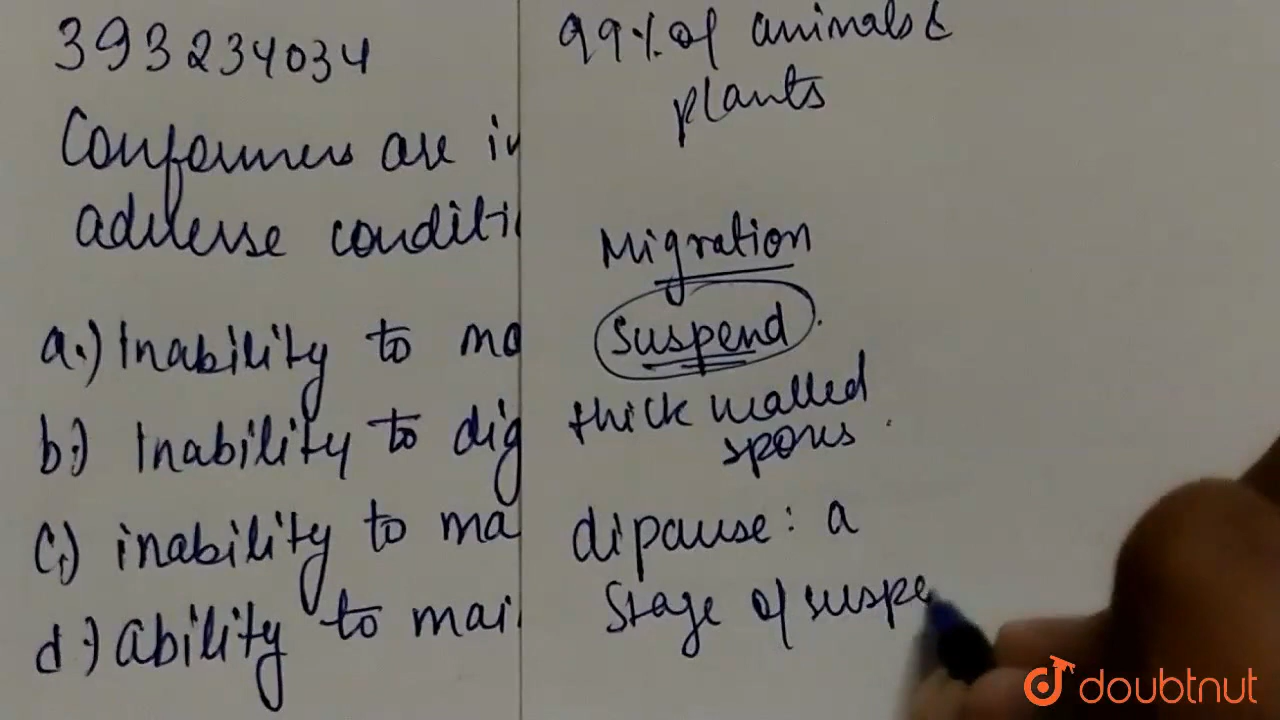 393234034
Conformers are in
adverse conditi
a.) Inability to ma
b.) Inability to dig
c.) inability to ma
d.) ability to mai
99% of animals &
plants
Migration
Suspend.
thick walled
spores.
dipause: a
Stage of suspe
doubtnut